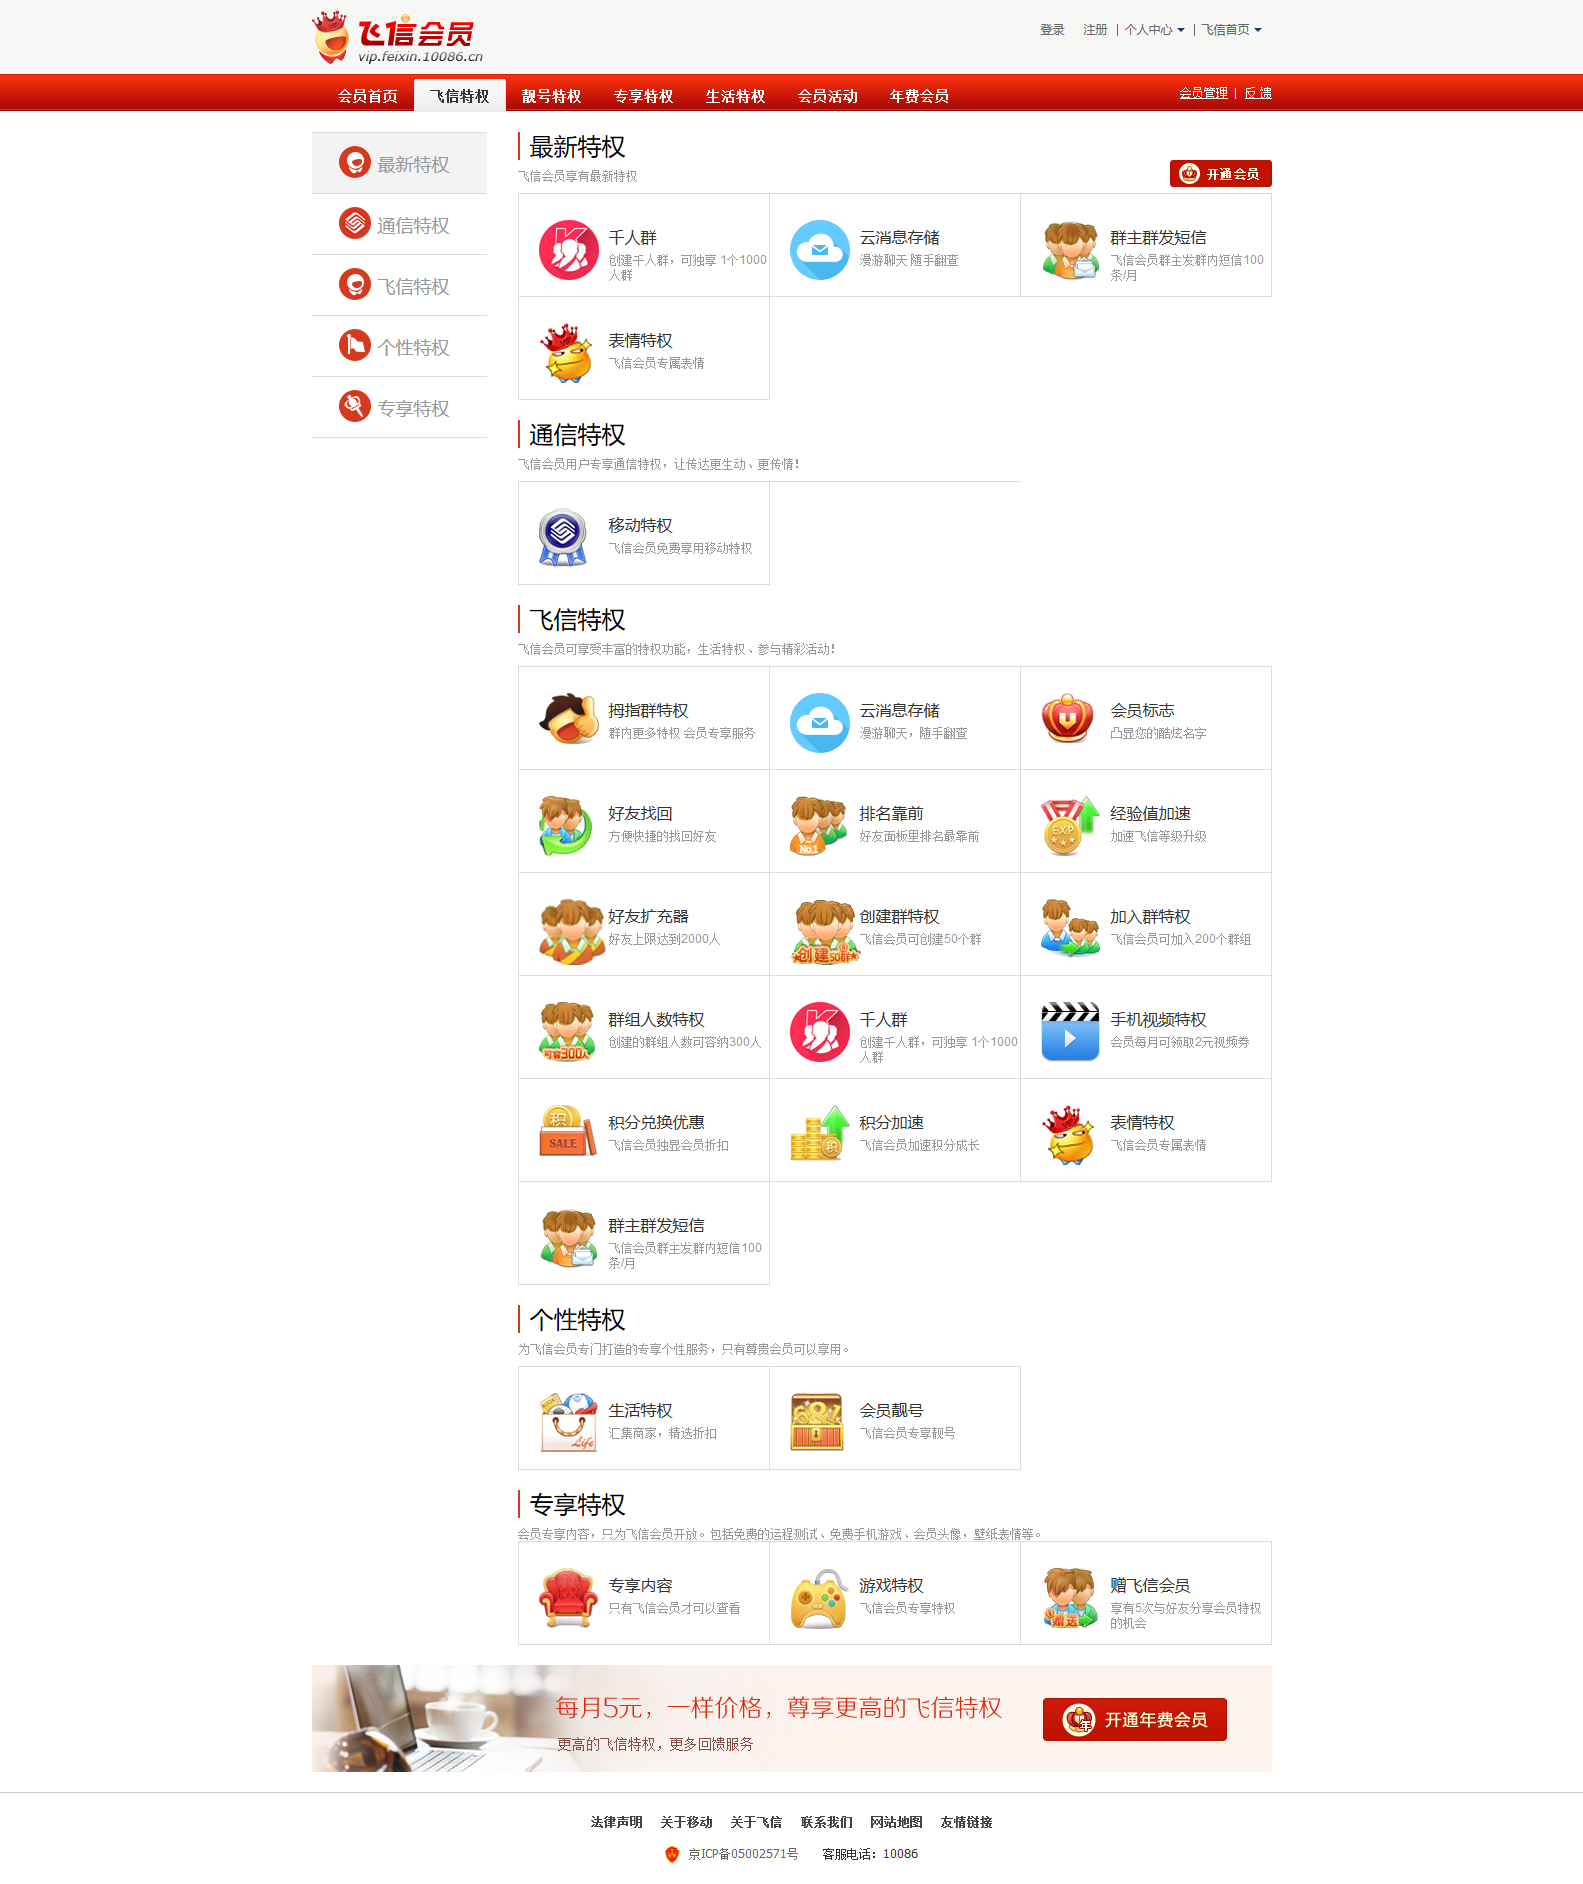 飞信会员
vip.feixin.10086.cn
登录 注册 | 个人中心 | 飞信首页
会员首页 飞信特权 靓号特权 专享特权 生活特权 会员活动 年费会员
会员管理 | 反 馈
最新特权
通信特权
飞信特权
个性特权
专享特权
最新特权
飞信会员享有最新特权
开通会员
千人群
创建千人群，可独享 1个1000
人群
云消息存储
漫游聊天 随手翻查
群主群发短信
飞信会员群主发群内短信100
条/月
表情特权
飞信会员专属表情
通信特权
飞信会员用户专享通信特权，让传达更生动、更传情！
移动特权
飞信会员免费享用移动特权
飞信特权
飞信会员可享受丰富的特权功能，生活特权、参与精彩活动！
拇指群特权
群内更多特权 会员专享服务
云消息存储
漫游聊天，随手翻查
会员标志
凸显您的酷炫名字
好友找回
方便快捷的找回好友
No.1
排名靠前
好友面板里排名最靠前
EXP
经验值加速
加速飞信等级升级
好友扩充器
好友上限达到2000人
创建50群
创建群特权
飞信会员可创建50个群
加入群特权
飞信会员可加入200个群组
可容300人
群组人数特权
创建的群组人数可容纳300人
千人群
创建千人群，可独享 1个1000
人群
手机视频特权
会员每月可领取2元视频券
积
SALE
积分兑换优惠
飞信会员独显会员折扣
积
积分加速
飞信会员加速积分成长
表情特权
飞信会员专属表情
群主群发短信
飞信会员群主发群内短信100
条/月
个性特权
为飞信会员专门打造的专享个性服务，只有尊贵会员可以享用。
Life
生活特权
汇集商家，精选折扣
会员靓号
飞信会员专享靓号
专享特权
会员专享内容，只为飞信会员开放。包括免费的运程测试、免费手机游戏、会员头像，壁纸表情等。
专享内容
只有飞信会员才可以查看
游戏特权
飞信会员专享特权
赠送
赠飞信会员
享有5次与好友分享会员特权
的机会
每月5元，一样价格，尊享更高的飞信特权
更高的飞信特权，更多回馈服务
年 开通年费会员
法律声明 关于移动 关于飞信 联系我们 网站地图 友情链接
京ICP备05002571号 客服电话：10086